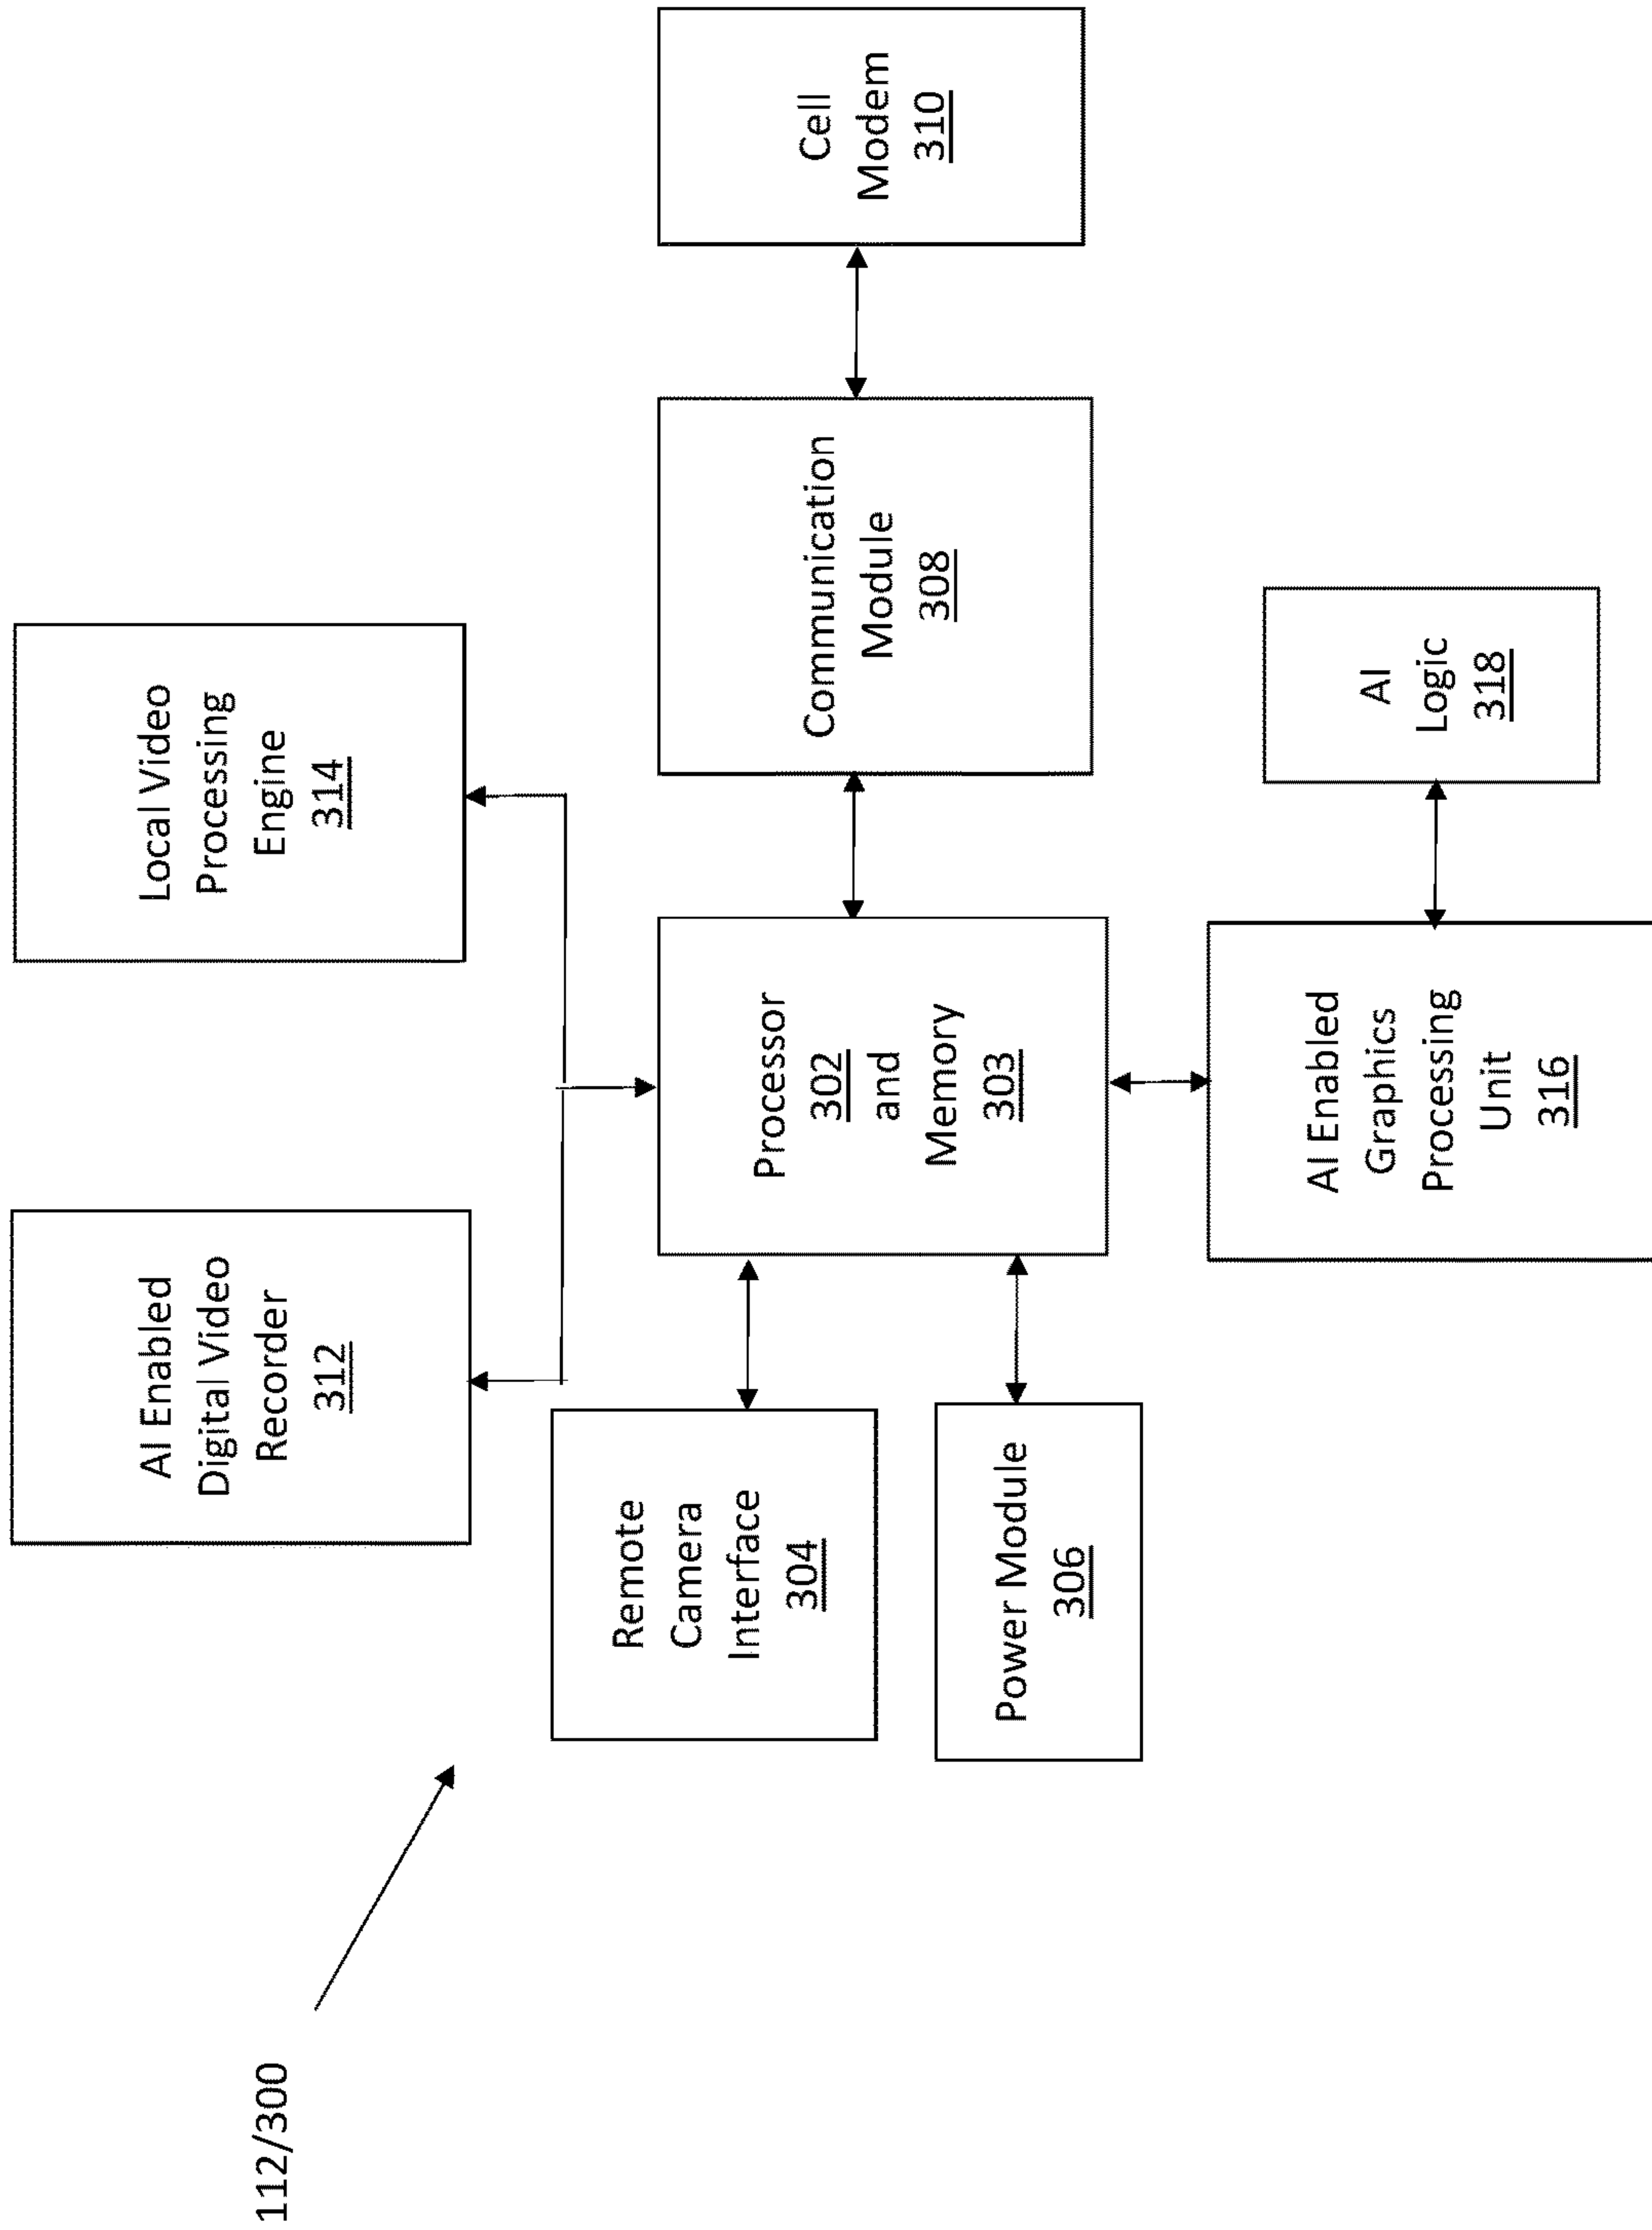 112/300
AI Enabled
Digital Video
Recorder
312
Local Video
Processing
Engine
314
Remote
Camera
Interface
304
Power Module
306
Processor
302
and
Memory
303
Communication
Module
308
Cell
Modem
310
AI Enabled
Graphics
Processing
Unit
316
AI
Logic
318